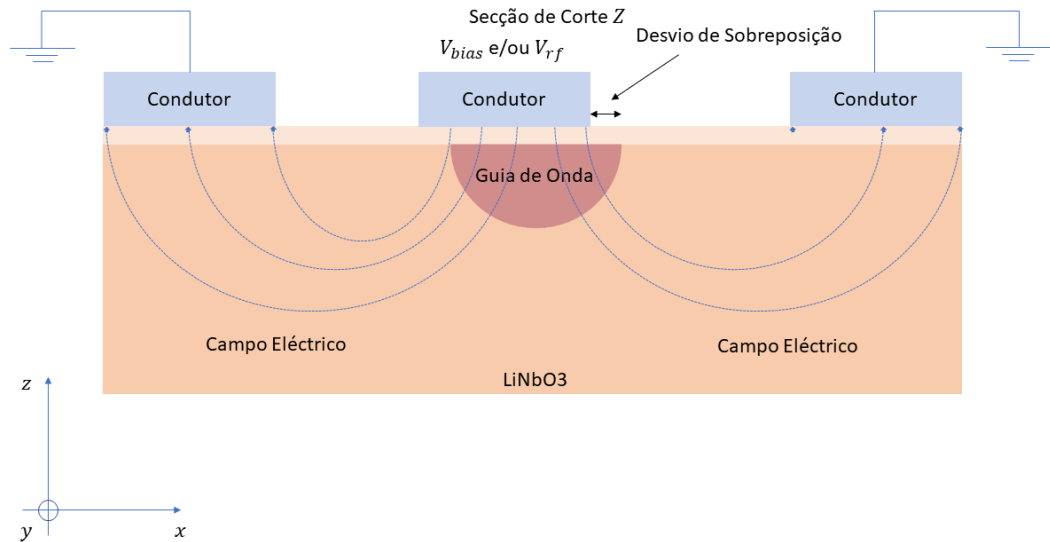 Secção de Corte Z
V_bias e/ou V_rf
Desvio de Sobreposição
Condutor
Condutor
Condutor
Guia de Onda
Campo Eléctrico
Campo Eléctrico
LiNbO3
z
y
x